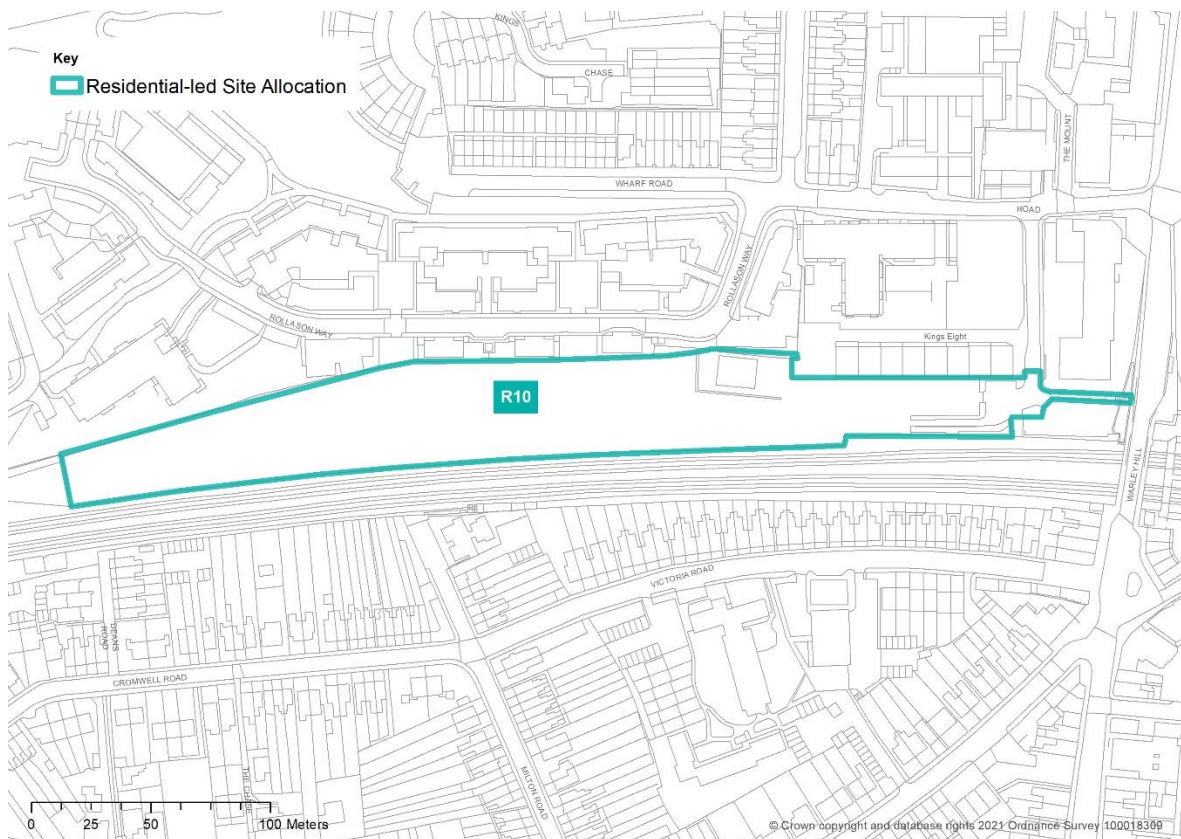 Key
Residential-led Site Allocation
KINGS
CHASE
THE MOUNT
WHARF ROAD
ROAD
ROLLASON WAY
ROLLASON WAY
Kings Eight
R10
WARLEY HILL
VICTORIA ROAD
DEANS
ROAD
CROMWELL ROAD
THE CHASE
MILTON ROAD
0 25 50 100 Meters
© Crown copyright and database rights 2021 Ordnance Survey 100018309